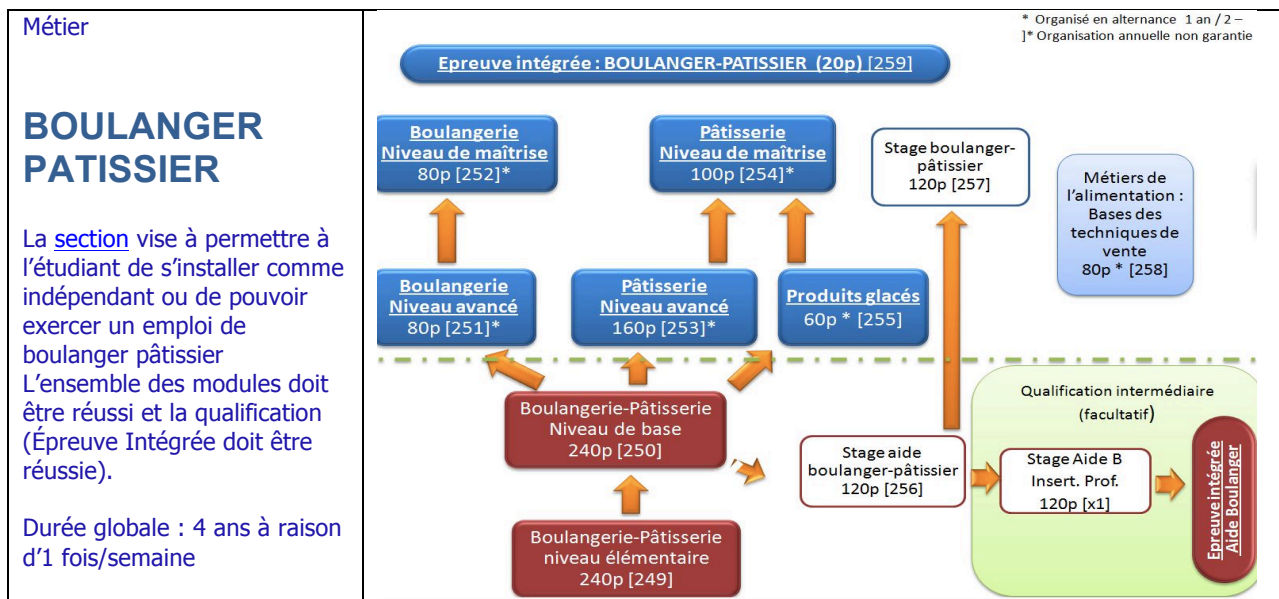 Métier
BOULANGER
PATISSIER
La section vise à permettre à
l’étudiant de s’installer comme
indépendant ou de pouvoir
exercer un emploi de
boulanger pâtissier
L’ensemble des modules doit
être réussi et la qualification
(Épreuve Intégrée doit être
réussie).
Durée globale : 4 ans à raison
d’1 fois/semaine
* Organisé en alternance 1 an / 2 –
]* Organisation annuelle non garantie
Epreuve intégrée : BOULANGER-PATISSIER (20p) [259]
Boulangerie
Niveau de maîtrise
80p [252]*
Pâtisserie
Niveau de maîtrise
100p [254]*
Stage boulanger-
pâtissier
120p [257]
Métiers de
l’alimentation :
Bases des
techniques de
vente
80p * [258]
Boulangerie
Niveau avancé
80p [251]*
Pâtisserie
Niveau avancé
160p [253]*
Produits glacés
60p * [255]
Boulangerie-Pâtisserie
Niveau de base
240p [250]
Stage aide
boulanger-pâtissier
120p [256]
Qualification intermédiaire
(facultatif)
Stage Aide B
Insert. Prof.
120p [x1]
Epreuve intégrée
Aide Boulanger
Boulangerie-Pâtisserie
niveau élémentaire
240p [249]